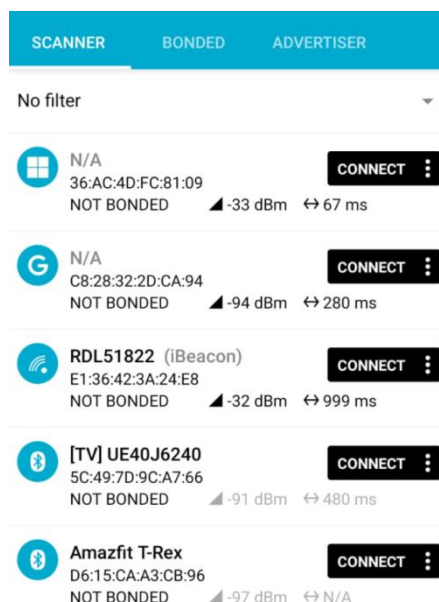 SCANNER BONDED ADVERTISER
No filter
N/A
CONNECT
36:AC:4D:FC:81:09
NOT BONDED -33 dBm ↔ 67 ms
G
N/A
CONNECT
C8:28:32:2D:CA:94
NOT BONDED -94 dBm ↔ 280 ms
RDL51822 (iBeacon)
CONNECT
E1:36:42:3A:24:E8
NOT BONDED -32 dBm ↔ 999 ms
[TV] UE40J6240
CONNECT
5C:49:7D:9C:A7:66
NOT BONDED -91 dBm ↔ 480 ms
Amazfit T-Rex
CONNECT
D6:15:CA:A3:CB:96
NOT BONDED -97 dBm ↔ N/A